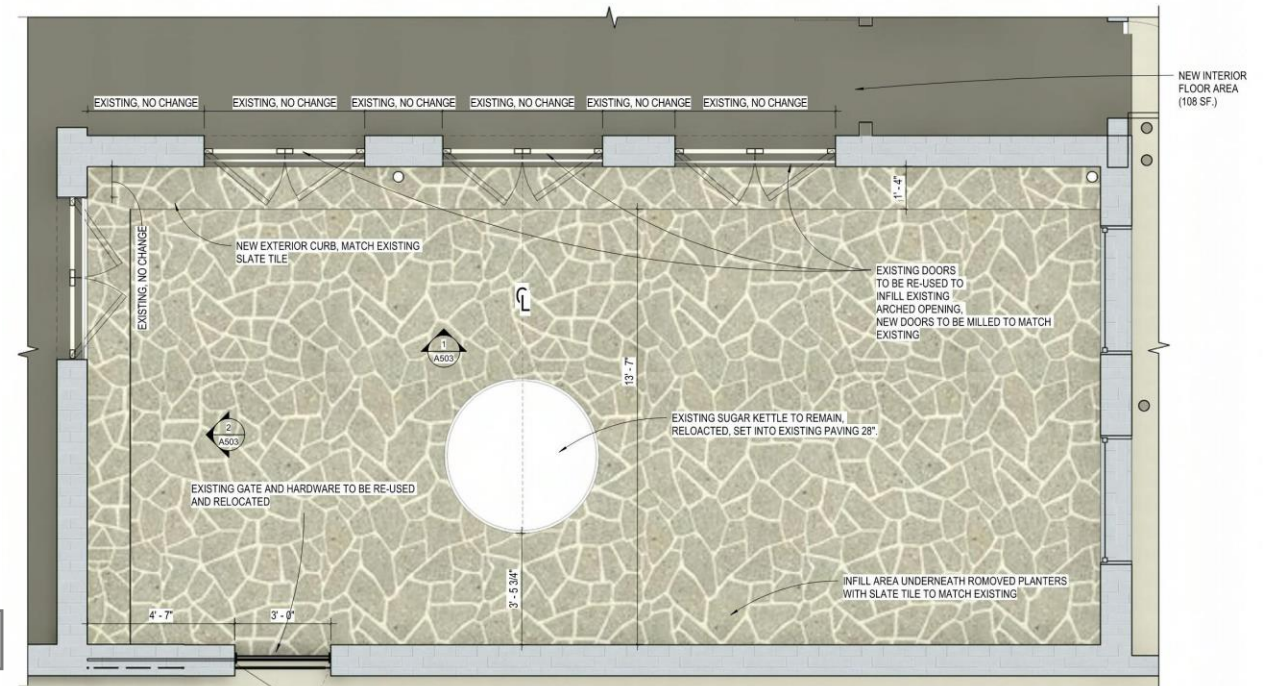 NEW INTERIOR
FLOOR AREA
(108 SF.)
EXISTING, NO CHANGE
EXISTING, NO CHANGE
EXISTING, NO CHANGE
EXISTING, NO CHANGE
EXISTING, NO CHANGE
EXISTING, NO CHANGE
1' - 4"
EXISTING, NO CHANGE
NEW EXTERIOR CURB, MATCH EXISTING
SLATE TILE
EXISTING DOORS
TO BE RE-USED TO
INFILL EXISTING
ARCHED OPENING,
NEW DOORS TO BE MILLED TO MATCH
EXISTING
CL
1
A503
13' - 7"
2
A503
EXISTING SUGAR KETTLE TO REMAIN,
RELOACTED, SET INTO EXISTING PAVING 28".
EXISTING GATE AND HARDWARE TO BE RE-USED
AND RELOCATED
3' - 5 3/4"
INFILL AREA UNDERNEATH ROMOVED PLANTERS
WITH SLATE TILE TO MATCH EXISTING
4' - 7"
3' - 0"